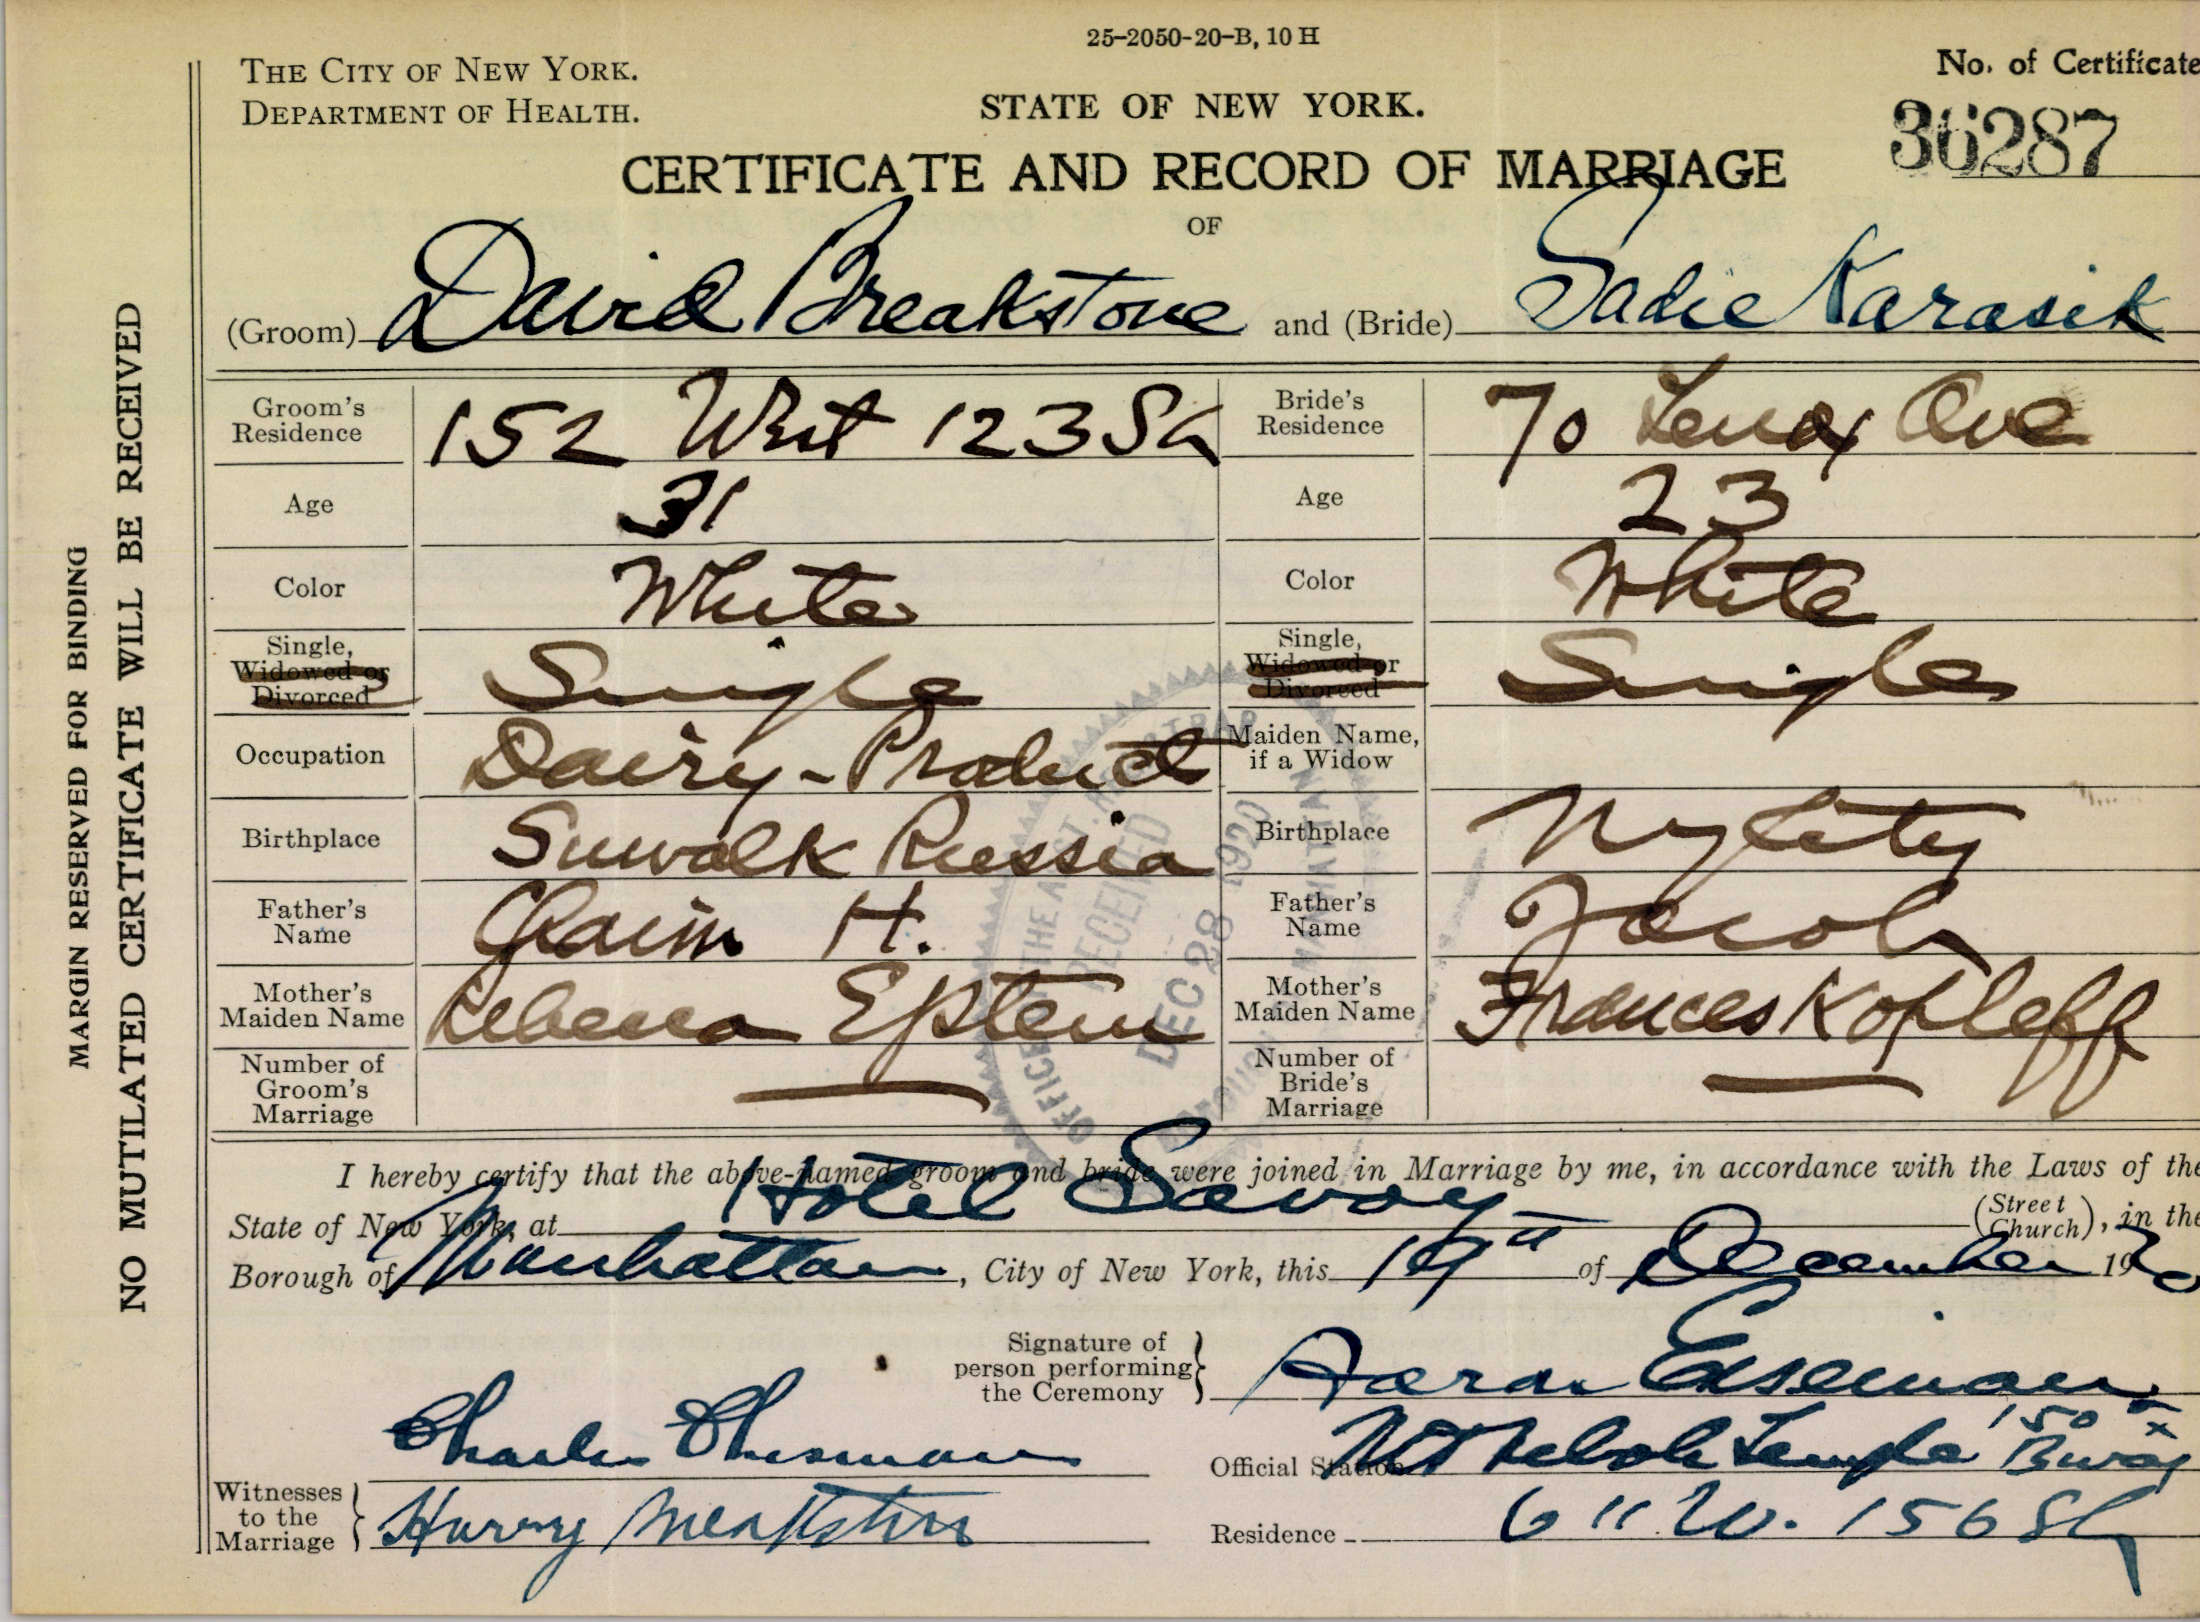 25-2050-20-B, 10 H
THE CITY OF NEW YORK.
DEPARTMENT OF HEALTH.
No. of Certificate
36287
STATE OF NEW YORK.
CERTIFICATE AND RECORD OF MARRIAGE
OF
(Groom) David Breakstone and (Bride) Sadie Karasik
Groom's Residence 152 West 123 St Bride's Residence 70 Lenox Ave
Age 31 Age 23
Color White Color White
Single, Widowed or Divorced Single Single, Widowed or Divorced Single
Occupation Dairy-Product Maiden Name, if a Widow
Birthplace Suwalk Russia Birthplace NY City
Father's Name Chaim H. Father's Name Jacob
Mother's Maiden Name Rebecca Epstein Mother's Maiden Name Frances Kopleff
Number of Groom's Marriage — Number of Bride's Marriage —
OFFICE OF THE ASST. REGISTRAR
RECEIVED
DEC 28 1920
BOROUGH MANHATTAN
I hereby certify that the above-named groom and bride were joined in Marriage by me, in accordance with the Laws of the
State of New York, at Hotel Savoy (Street Church), in the
Borough of Manhattan, City of New York, this 19th of December 1920
Signature of person performing the Ceremony Aaron Eiseman
Charles Chesman
Official Station Temple 150 Bway
Witnesses to the Marriage Harry
Residence 611 W. 156 St
MARGIN RESERVED FOR BINDING
NO MUTILATED CERTIFICATE WILL BE RECEIVED